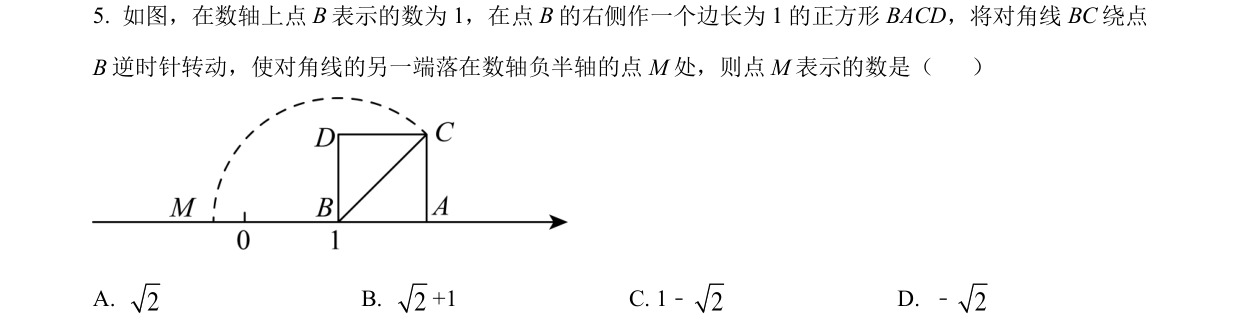 5. 如图，在数轴上点 B 表示的数为 1，在点 B 的右侧作一个边长为 1 的正方形 BACD，将对角线 BC 绕点
B 逆时针转动，使对角线的另一端落在数轴负半轴的点 M 处，则点 M 表示的数是（　　）
D C
M B A
0 1
A. √2 B. √2 +1 C. 1 - √2 D. - √2